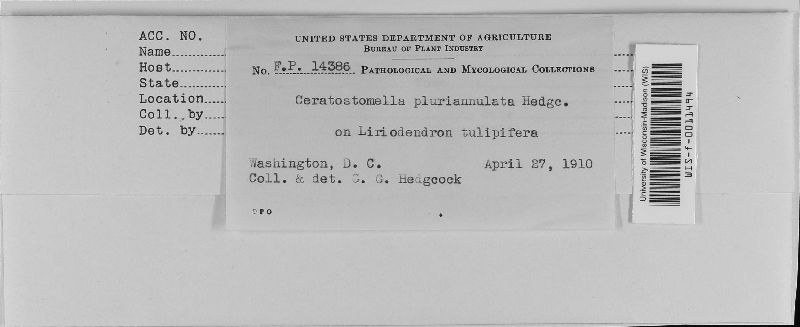 ACC. NO.
Name
Host
State
Location
Coll. by
Det. by
UNITED STATES DEPARTMENT OF AGRICULTURE
BUREAU OF PLANT INDUSTRY
No. F.P. 14386 PATHOLOGICAL AND MYCOLOGICAL COLLECTIONS
Ceratostomella pluriannulata Hedgc.
on Liriodendron tulipifera
Washington, D. C. April 27, 1910
Coll. & det. G. G. Hedgcock
GPO
University of Wisconsin-Madison (WIS)
WIS-f-0011494